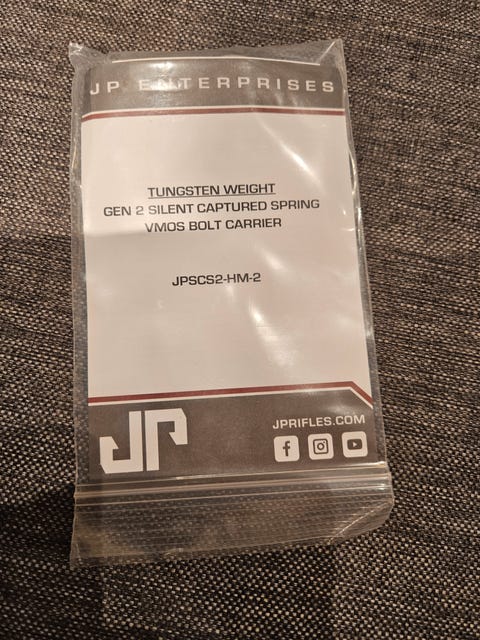 JP ENTERPRISES
TUNGSTEN WEIGHT
GEN 2 SILENT CAPTURED SPRING
VMOS BOLT CARRIER
JPSCS2-HM-2
JP
JPRIFLES.COM